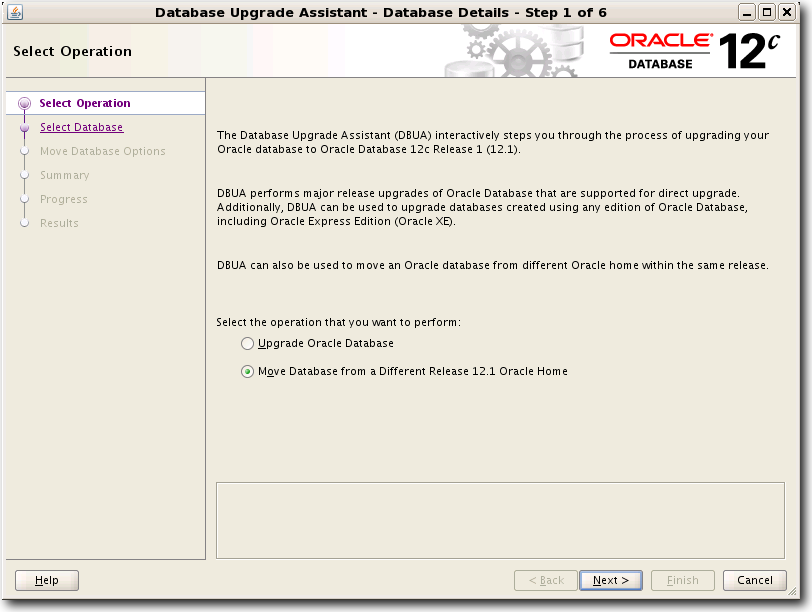 Database Upgrade Assistant - Database Details - Step 1 of 6
Select Operation
ORACLE
DATABASE
12c
Select Operation
Select Database
Move Database Options
Summary
Progress
Results
The Database Upgrade Assistant (DBUA) interactively steps you through the process of upgrading your
Oracle database to Oracle Database 12c Release 1 (12.1).
DBUA performs major release upgrades of Oracle Database that are supported for direct upgrade.
Additionally, DBUA can be used to upgrade databases created using any edition of Oracle Database,
including Oracle Express Edition (Oracle XE).
DBUA can also be used to move an Oracle database from different Oracle home within the same release.
Select the operation that you want to perform:
Upgrade Oracle Database
Move Database from a Different Release 12.1 Oracle Home
Help
< Back
Next >
Finish
Cancel